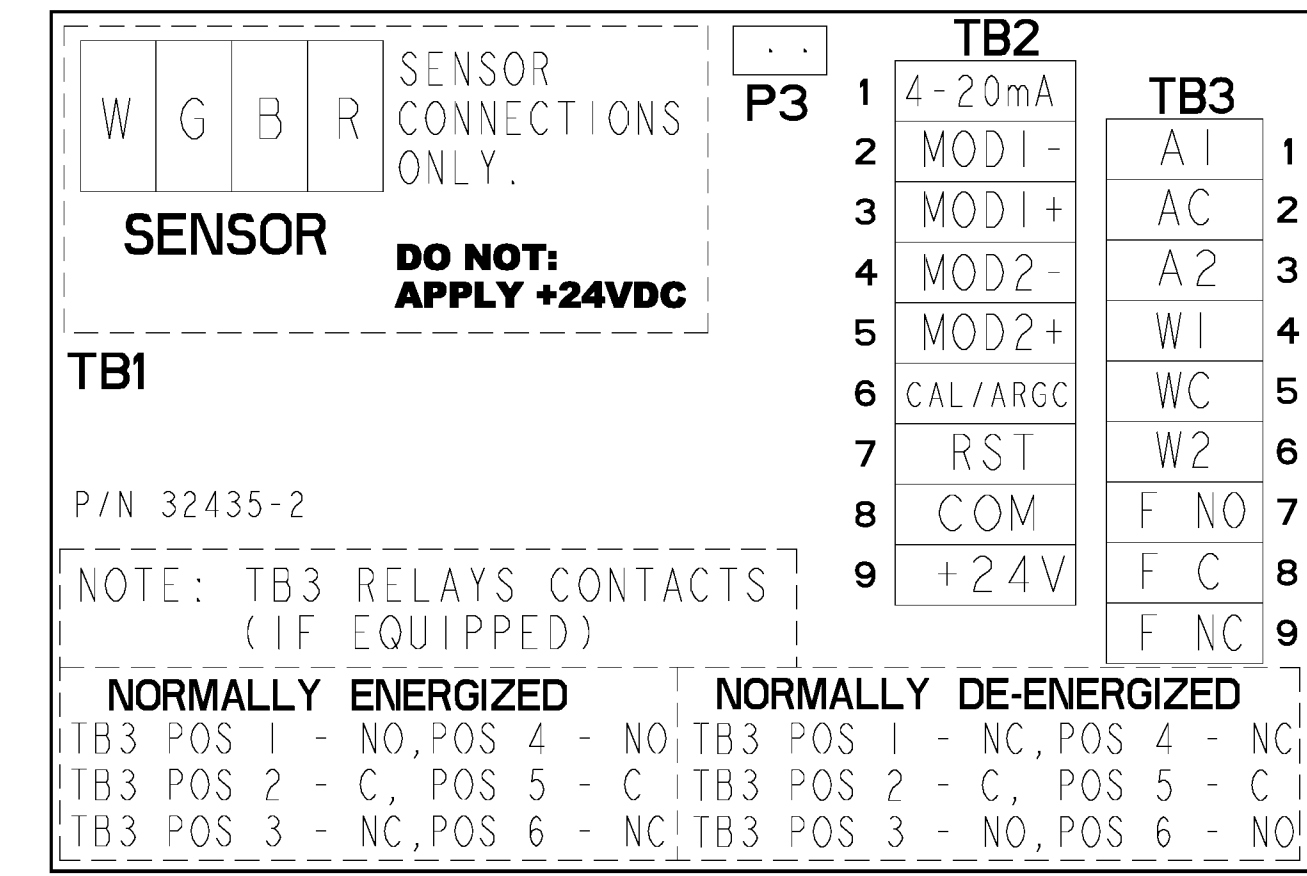 W G B R
SENSOR
CONNECTIONS
ONLY.
SENSOR
DO NOT:
APPLY +24VDC
TB1
P3
P/N 32435-2
TB2
1 4-20mA
2 MOD1-
3 MOD1+
4 MOD2-
5 MOD2+
6 CAL/ARGC
7 RST
8 COM
9 +24V
TB3
A1 1
AC 2
A2 3
W1 4
WC 5
W2 6
F NO 7
F C 8
F NC 9
NOTE: TB3 RELAYS CONTACTS
(IF EQUIPPED)
NORMALLY ENERGIZED
TB3 POS 1 - NO, POS 4 - NO
TB3 POS 2 - C, POS 5 - C
TB3 POS 3 - NC, POS 6 - NC
NORMALLY DE-ENERGIZED
TB3 POS 1 - NC, POS 4 - NC
TB3 POS 2 - C, POS 5 - C
TB3 POS 3 - NO, POS 6 - NO